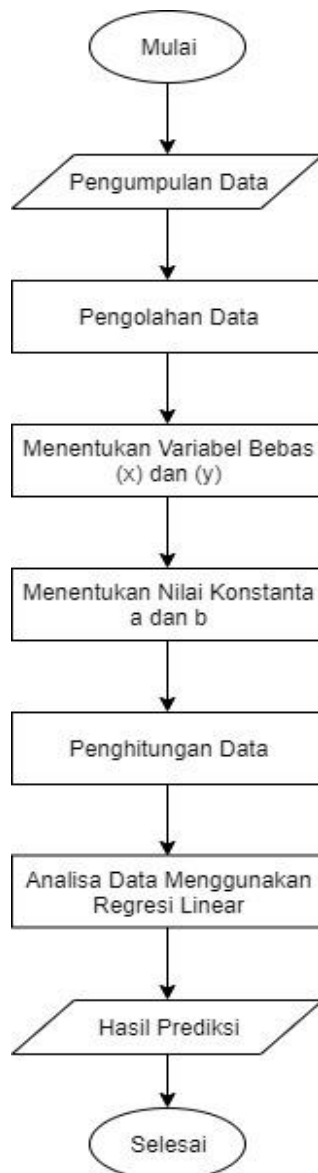 Mulai
Pengumpulan Data
Pengolahan Data
Menentukan Variabel Bebas
(x) dan (y)
Menentukan Nilai Konstanta
a dan b
Penghitungan Data
Analisa Data Menggunakan
Regresi Linear
Hasil Prediksi
Selesai